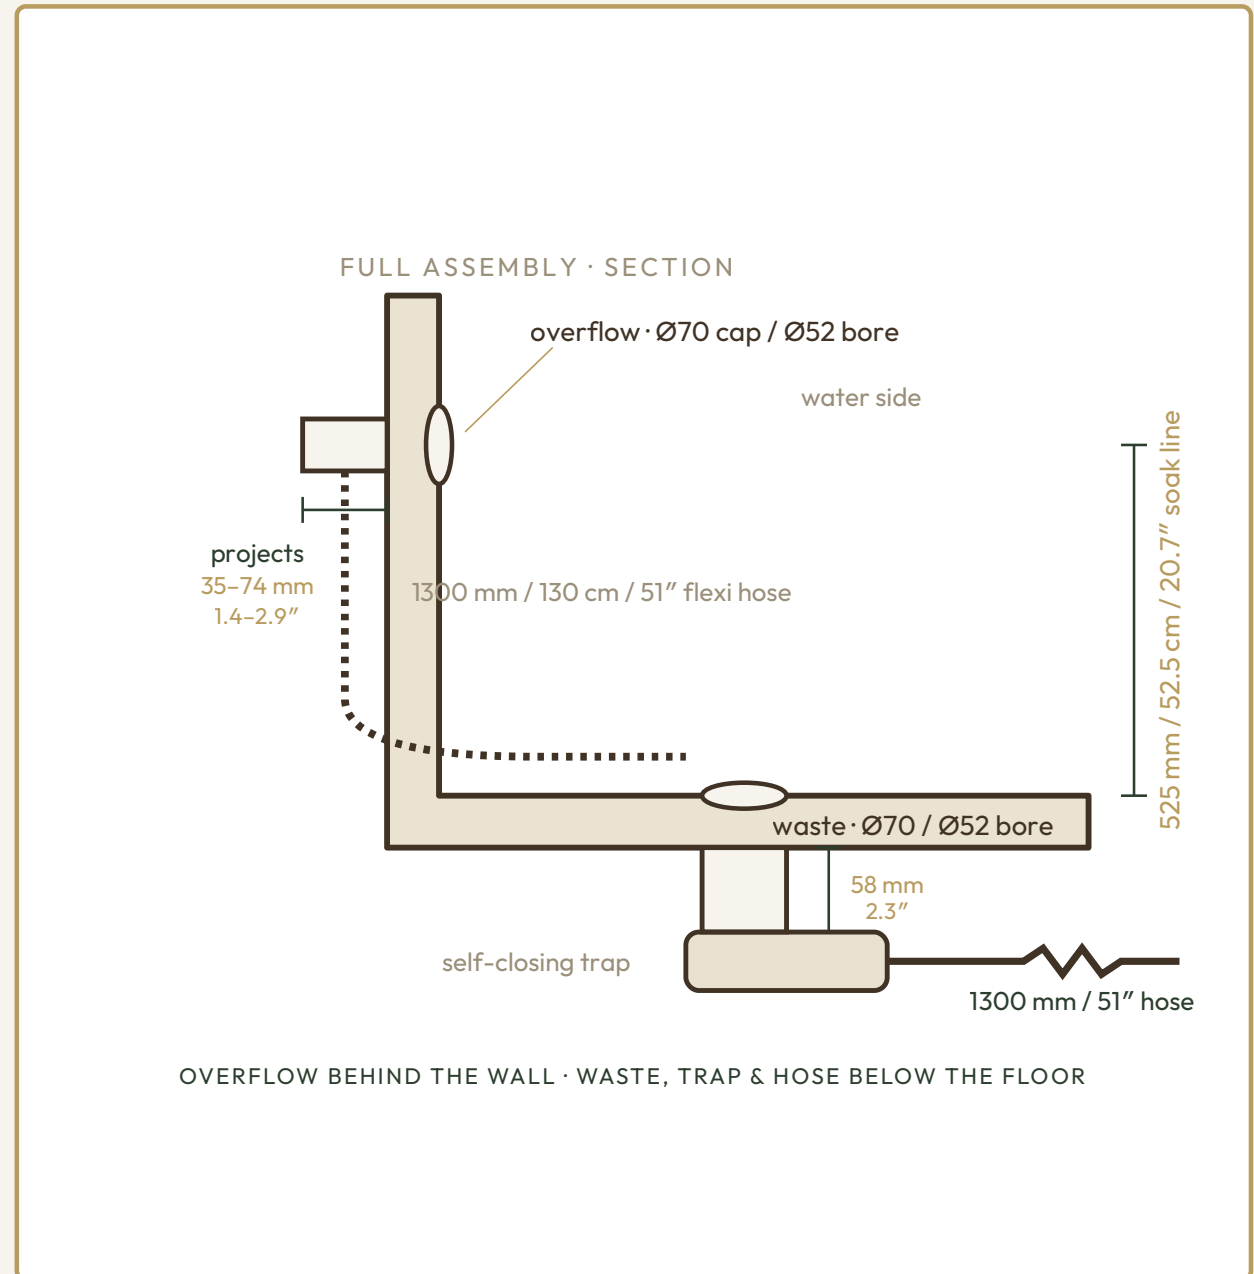 FULL ASSEMBLY · SECTION
overflow · Ø70 cap / Ø52 bore
water side
525 mm / 52.5 cm / 20.7″ soak line
projects
35–74 mm
1.4–2.9″
1300 mm / 130 cm / 51″ flexi hose
waste · Ø70 / Ø52 bore
58 mm
2.3″
self-closing trap
1300 mm / 51″ hose
OVERFLOW BEHIND THE WALL · WASTE, TRAP & HOSE BELOW THE FLOOR